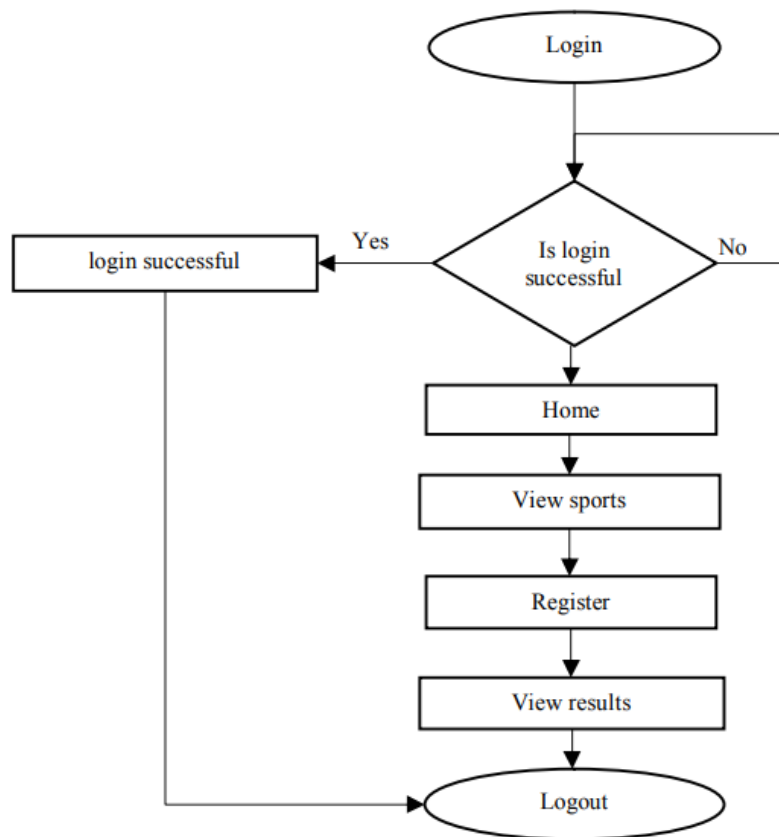 Login
Yes
login successful
Is login
successful
No
Home
View sports
Register
View results
Logout